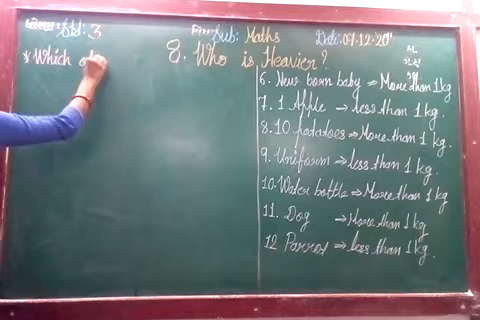 Std: 3
Sub: Maths
Date: 07.12.20
8. Who is Heavier?
* Which of
6. New born baby ⇒ More than 1 kg
7. 1 Apple → less than 1 kg.
8. 10 potatoes ⇒ More than 1 kg.
9. Uniform ⇒ less than 1 kg.
10. Water bottle ⇒ More than 1 kg
11. Dog → More than 1 kg
12 Parrot ⇒ less than 1 kg.